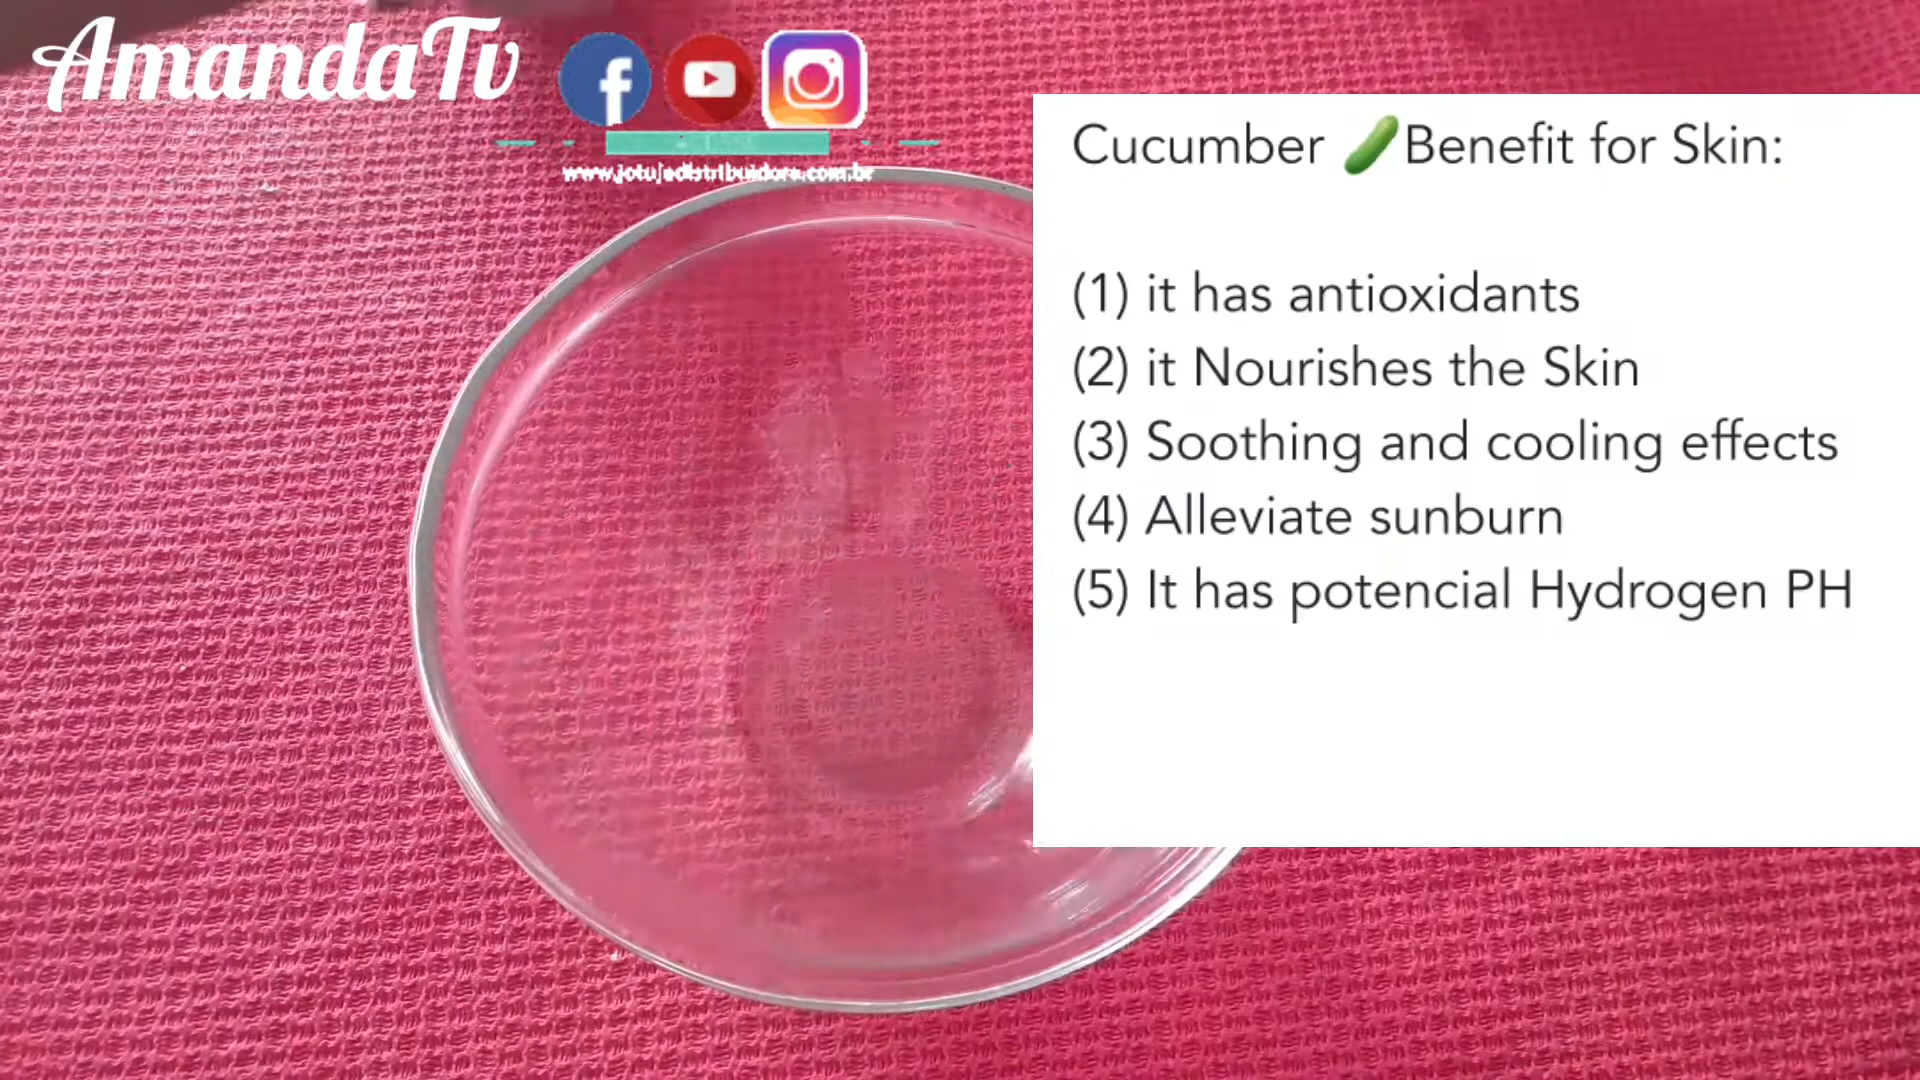 AmandaTv
Cucumber 🥒Benefit for Skin:
(1) it has antioxidants
(2) it Nourishes the Skin
(3) Soothing and cooling effects
(4) Alleviate sunburn
(5) It has potencial Hydrogen PH